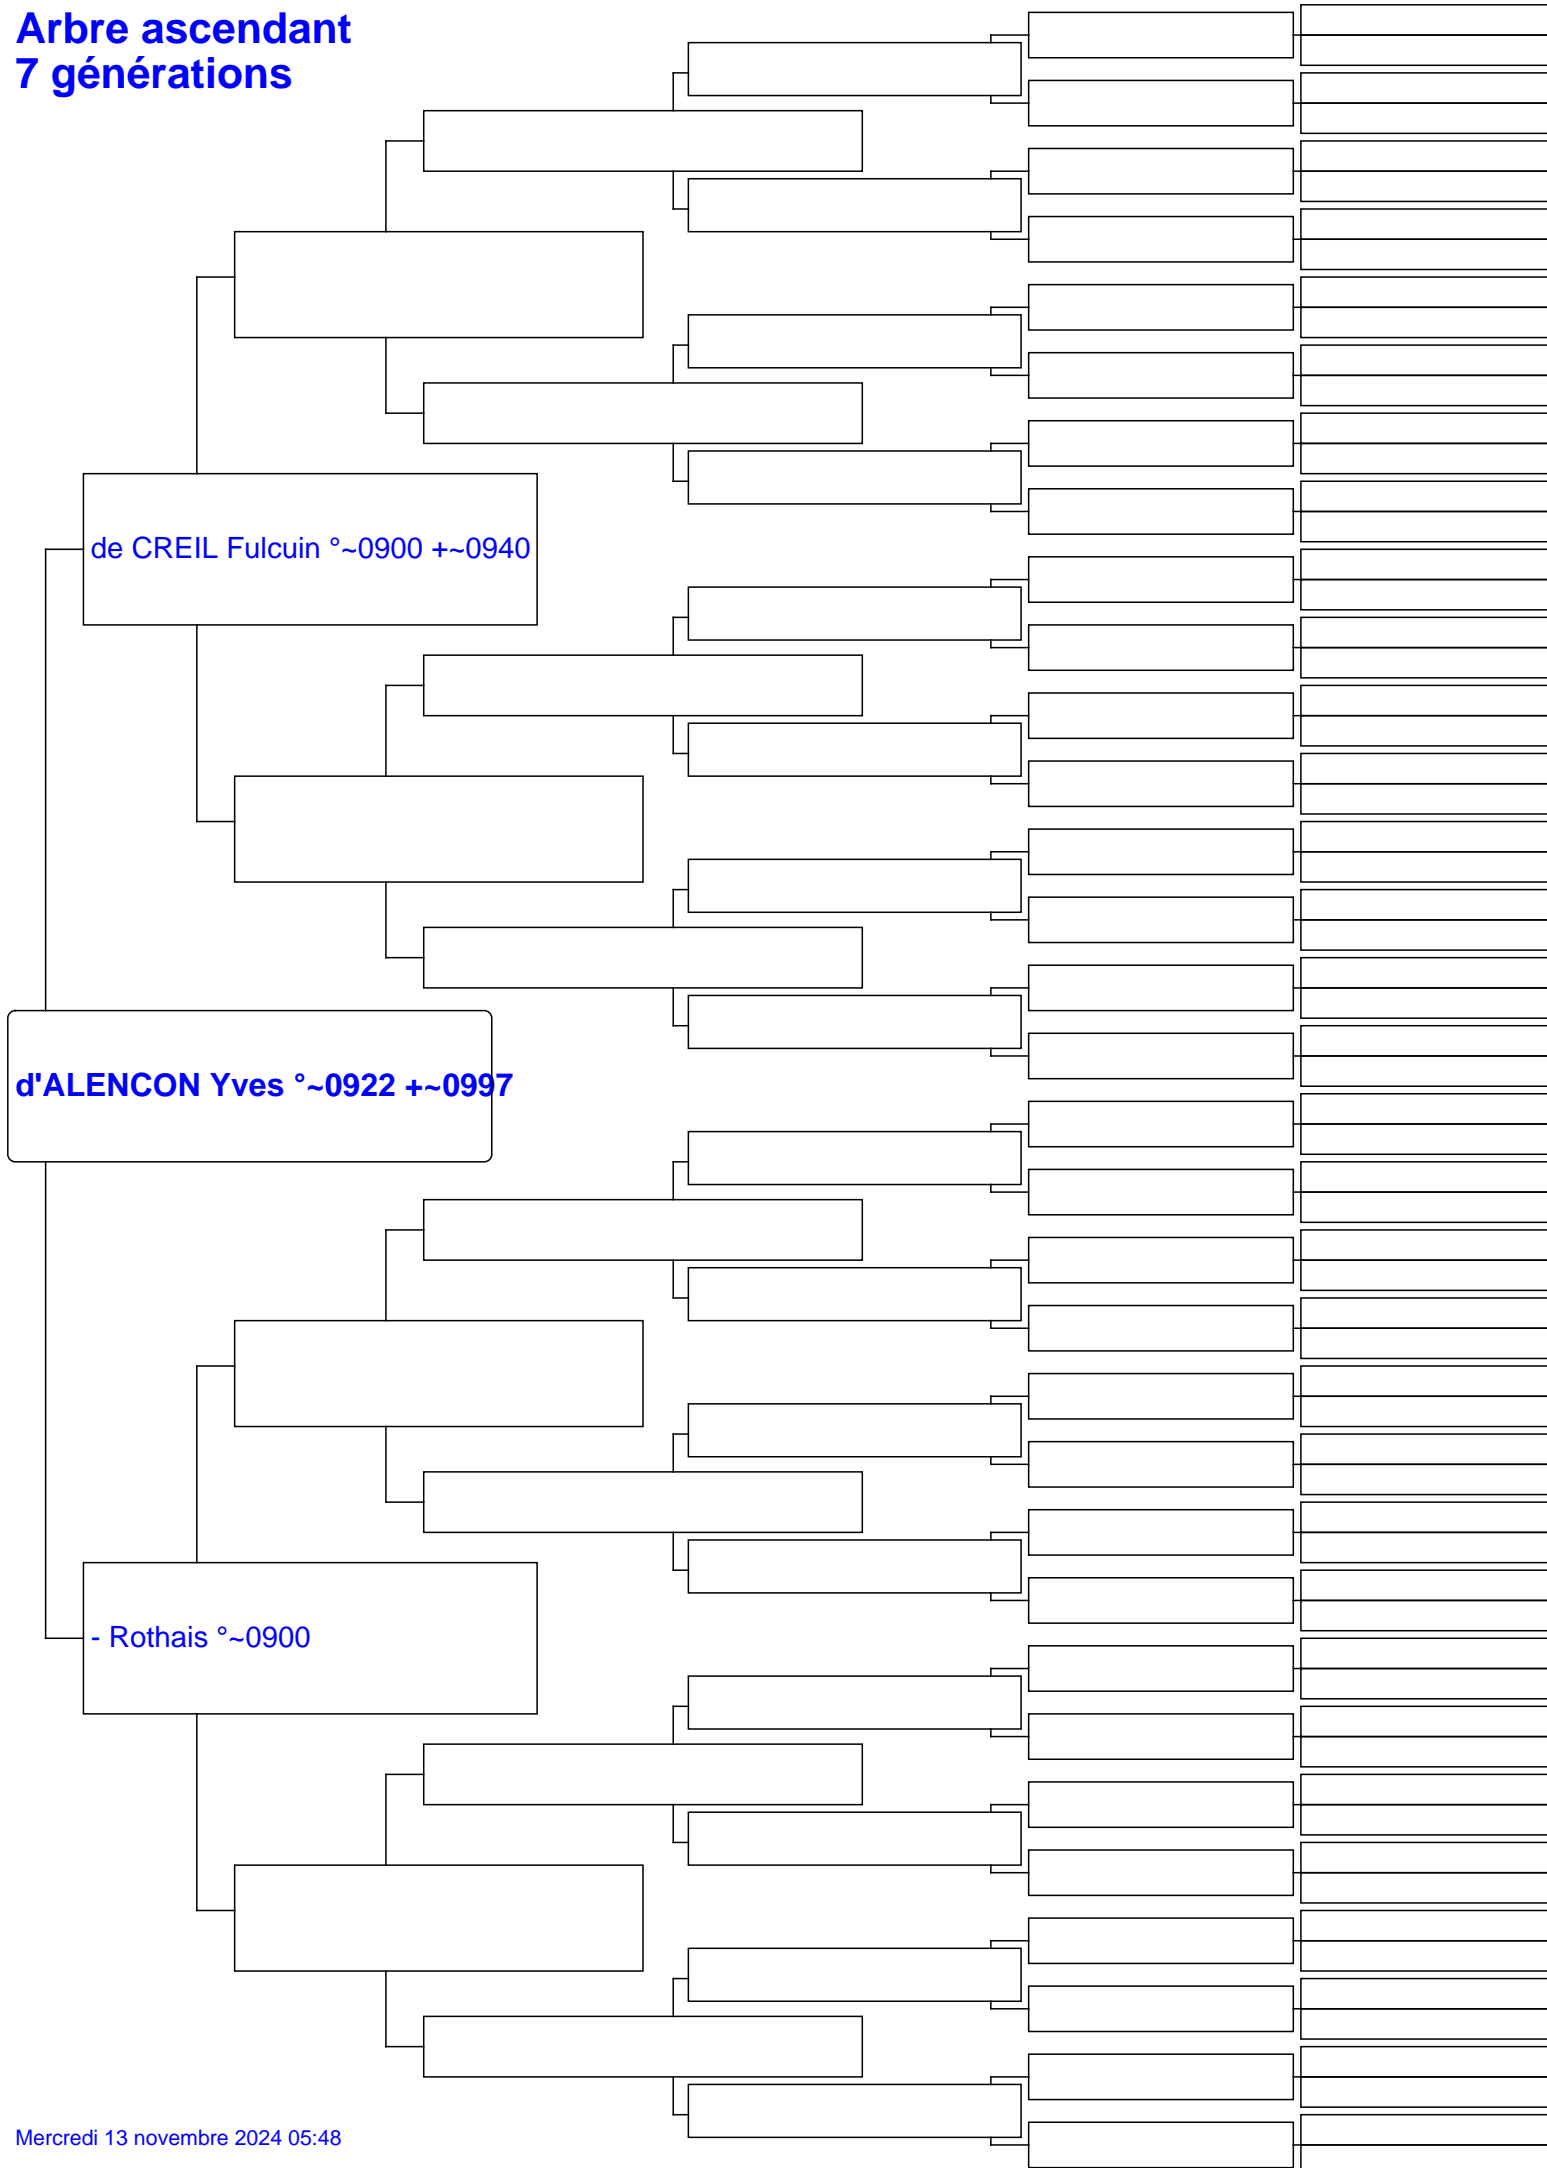 Arbre ascendant
7 générations
de CREIL Fulcuin °~0900 +~0940
d'ALENCON Yves °~0922 +~0997
- Rothais °~0900
Mercredi 13 novembre 2024 05:48